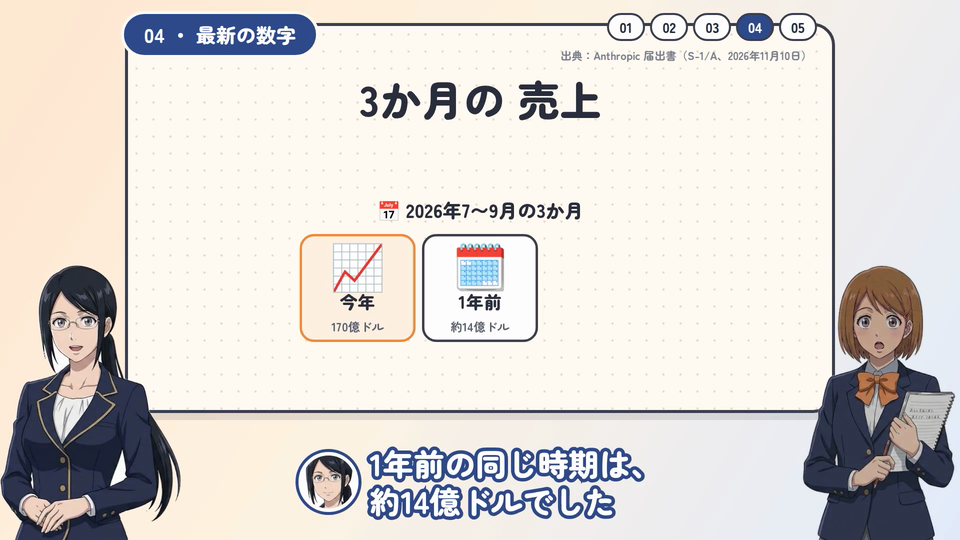 04 ・ 最新の数字
01 02 03 04 05
出典：Anthropic 届出書（S-1/A、2026年11月10日）
3か月の 売上
July 17 2026年7〜9月の3か月
今年
170億ドル
1年前
約14億ドル
1年前の同じ時期は、
約14億ドルでした